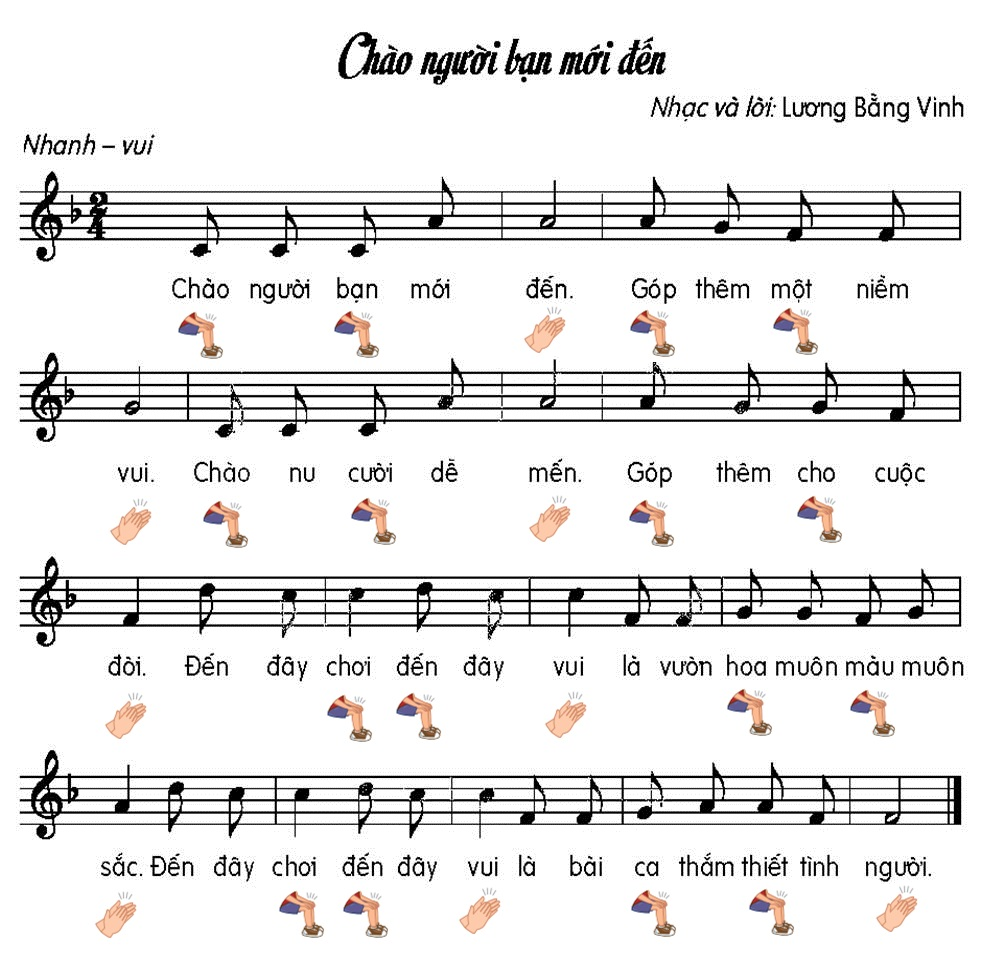 Chào người bạn mới đến
Nhạc và lời: Lương Bằng Vinh
Nhanh – vui
2
4
Chào người bạn mới đến. Góp thêm một niềm
vui. Chào nụ cười dễ mến. Góp thêm cho cuộc
đời. Đến đây chơi đến đây vui là vườn hoa muôn màu muôn
sắc. Đến đây chơi đến đây vui là bài ca thắm thiết tình người.